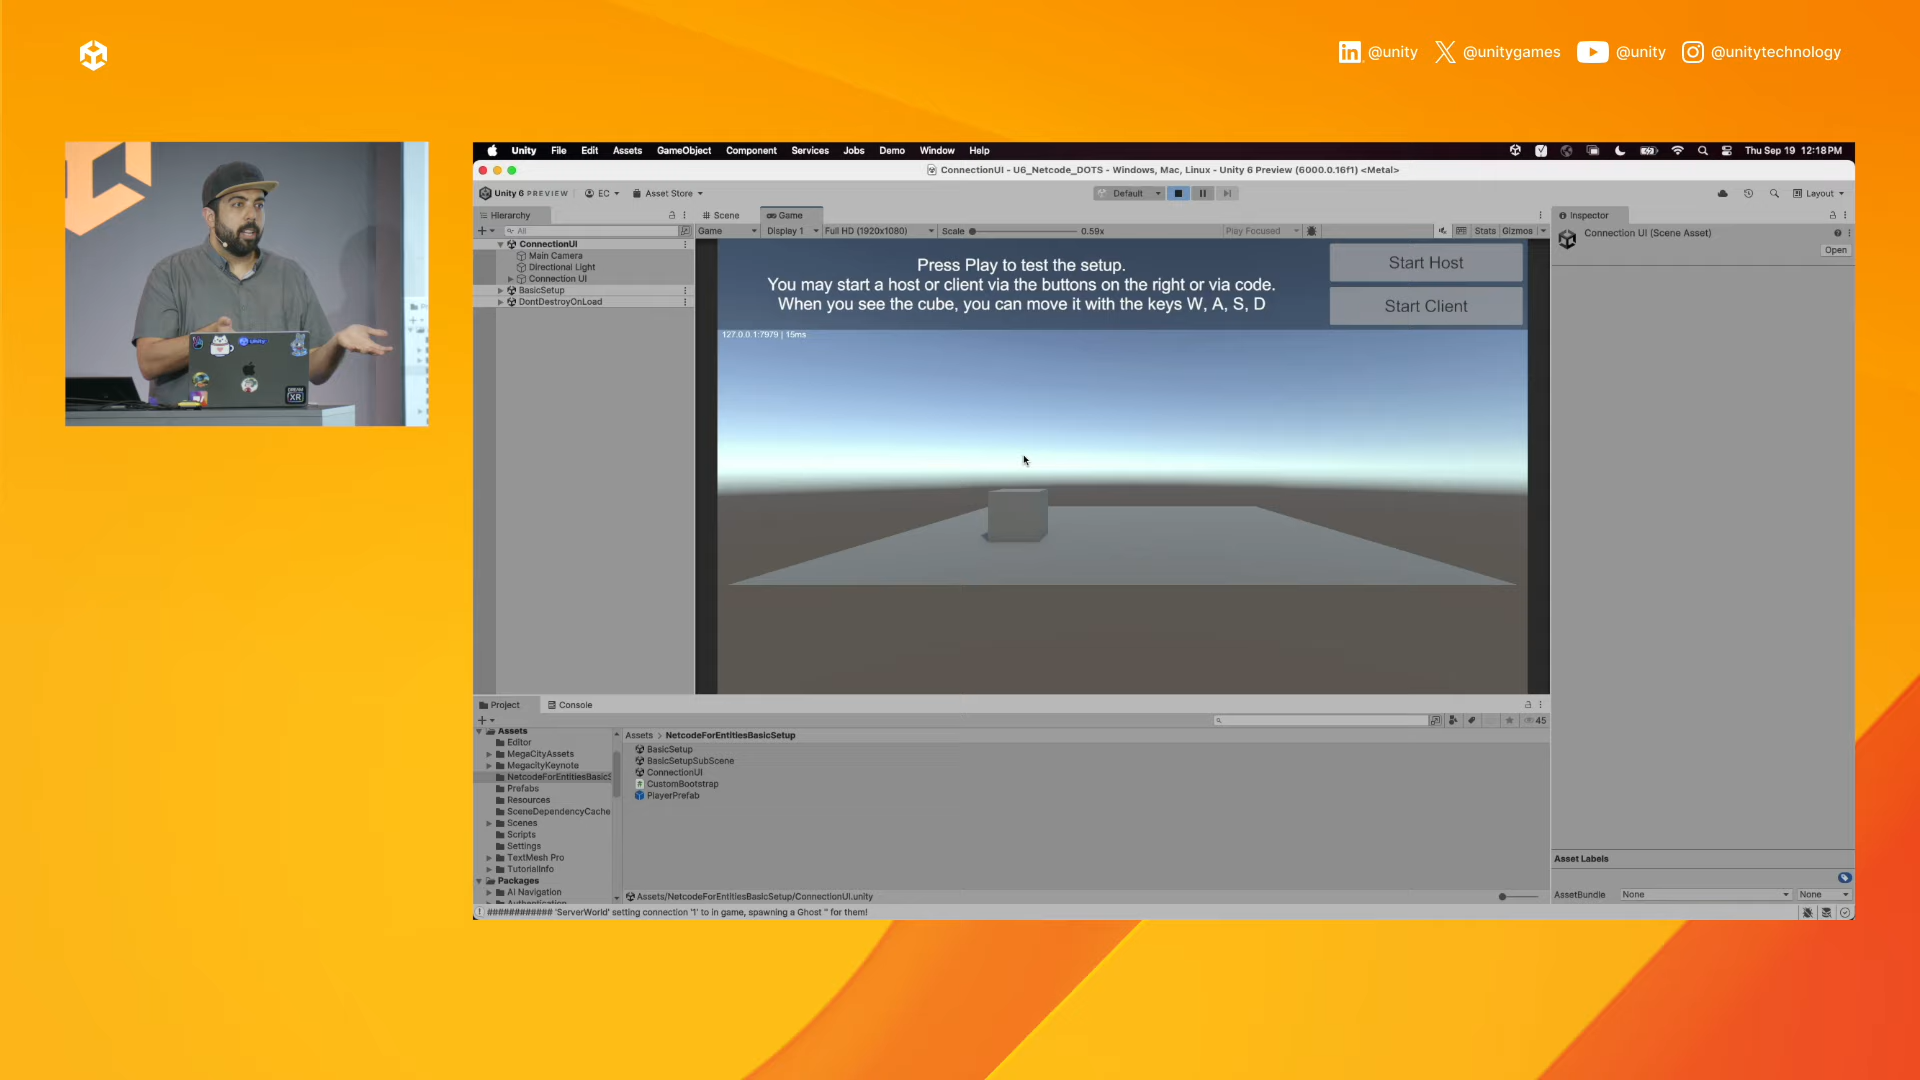 @unity
@unitygames
@unity
@unitytechnology
Unity File Edit Assets GameObject Component Services Jobs Demo Window Help
Thu Sep 19 12:18 PM
ConnectionUI - U6_Netcode_DOTS - Windows, Mac, Linux - Unity 6 Preview (6000.0.16f1) <Metal>
Unity 6 PREVIEW
EC
Asset Store
Default
Layout
Hierarchy
All
ConnectionUI
Main Camera
Directional Light
Connection UI
BasicSetup
DontDestroyOnLoad
Scene
Game
Game
Display 1
Full HD (1920x1080)
Scale
0.59x
Play Focused
Stats
Gizmos
Press Play to test the setup.
You may start a host or client via the buttons on the right or via code.
When you see the cube, you can move it with the keys W, A, S, D
Start Host
Start Client
127.0.0.1:7979 | 15ms
Inspector
Connection UI (Scene Asset)
Open
Project
Console
45
Assets
Editor
MegaCityAssets
MegacityKeynote
NetcodeForEntitiesBasicS
Prefabs
Resources
SceneDependencyCache
Scenes
Scripts
Settings
TextMesh Pro
TutorialInfo
Packages
AI Navigation
Assets > NetcodeForEntitiesBasicSetup
BasicSetup
BasicSetupSubScene
ConnectionUI
CustomBootstrap
PlayerPrefab
Assets/NetcodeForEntitiesBasicSetup/ConnectionUI.unity
Asset Labels
AssetBundle
None
None
############ 'ServerWorld' setting connection '1' to in game, spawning a Ghost '' for them!
unity
DREAM
XR